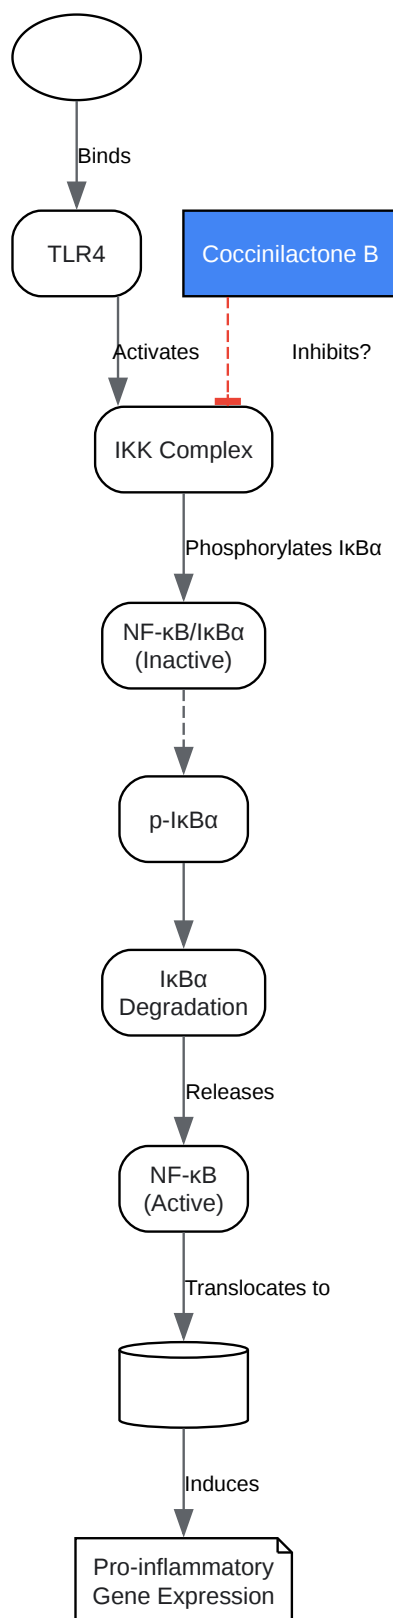 Binds
TLR4
Coccinilactone B
Activates
Inhibits?
IKK Complex
Phosphorylates IκBα
NF-κB/IκBα
(Inactive)
p-IκBα
IκBα
Degradation
Releases
NF-κB
(Active)
Translocates to
Induces
Pro-inflammatory
Gene Expression